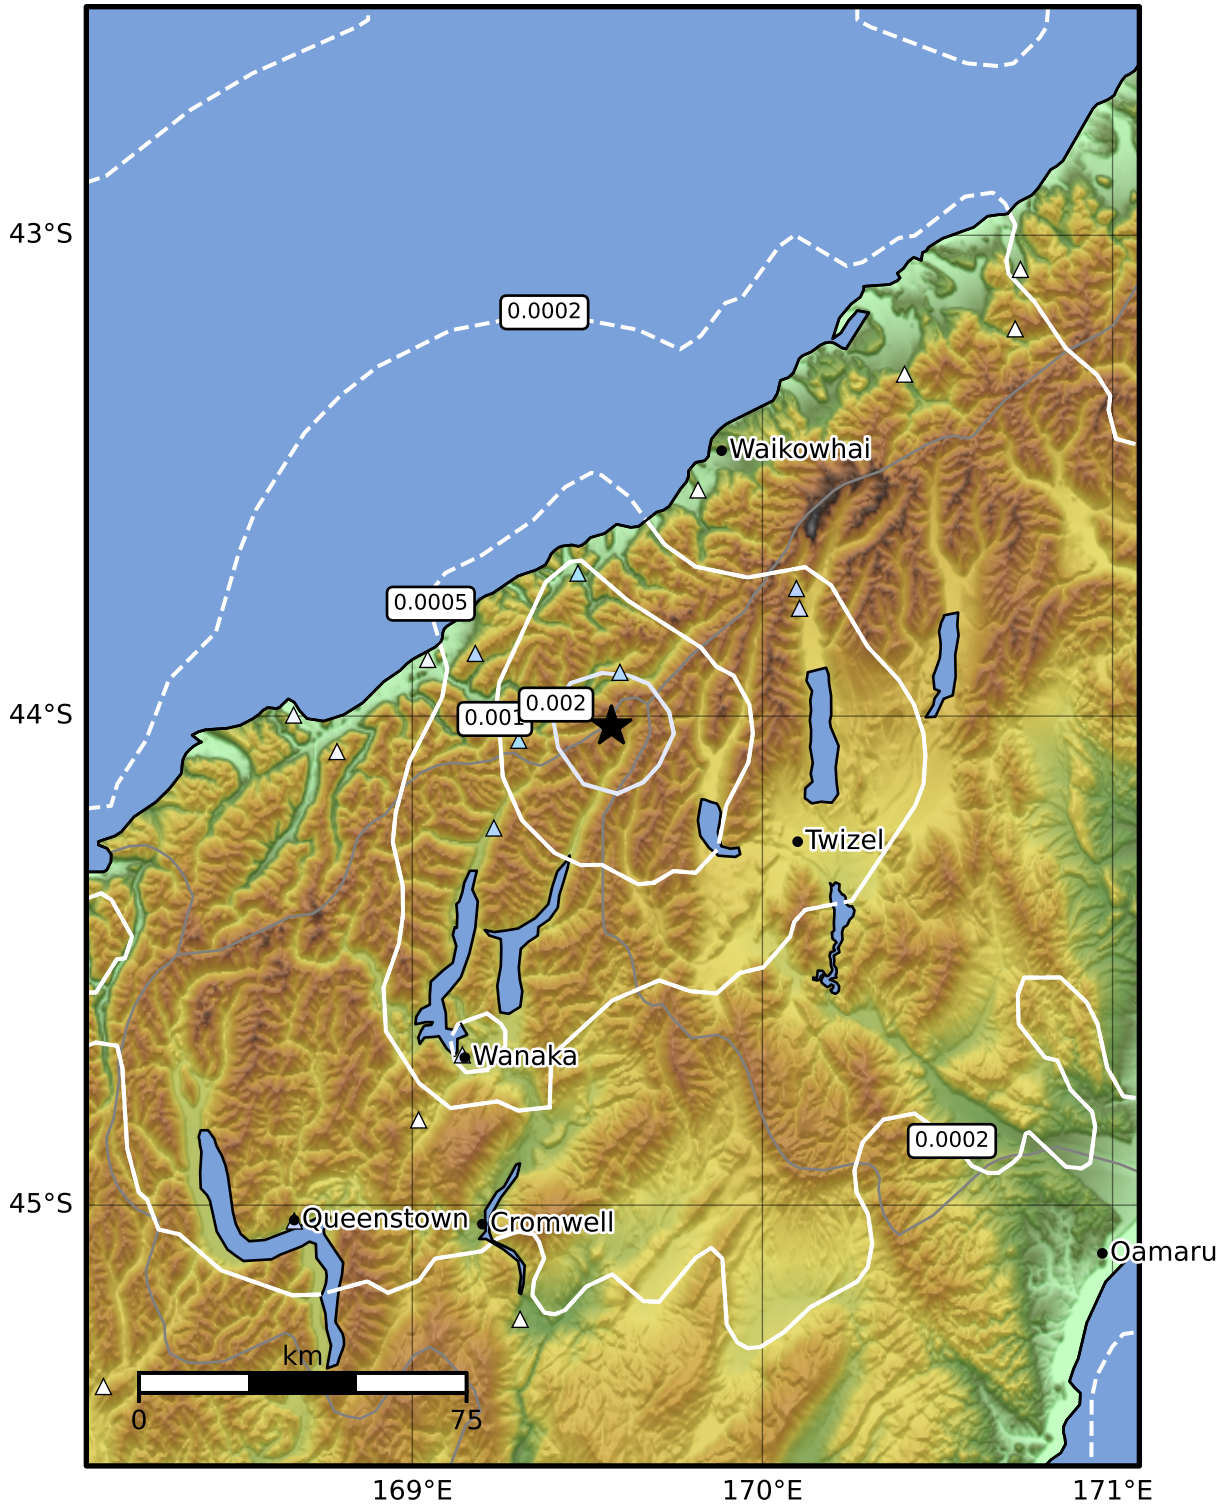 43°S
0.0002
Waikowhai
0.0005
44°S
0.001
0.002
Twizel
Wanaka
0.0002
45°S
Queenstown
Cromwell
Oamaru
km
0
75
169°E
170°E
171°E